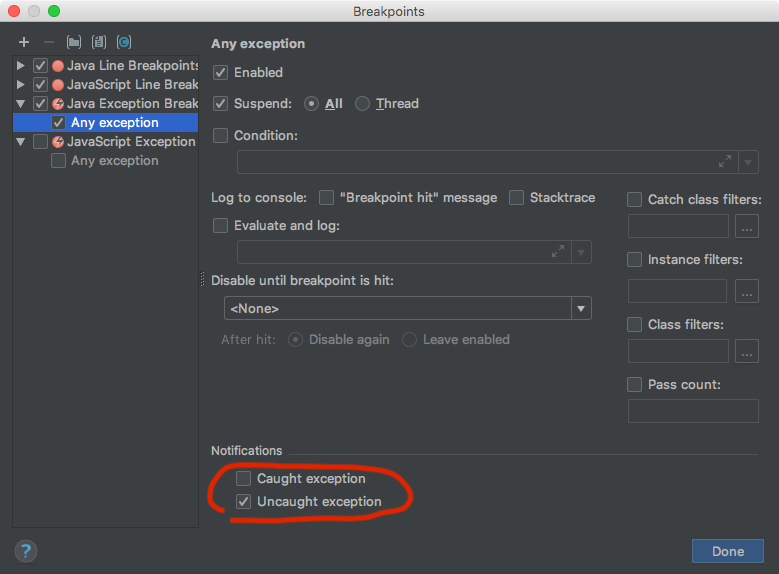 Breakpoints
Java Line Breakpoints
JavaScript Line Break
Java Exception Break
Any exception
JavaScript Exception
Any exception
Any exception
Enabled
Suspend: All Thread
Condition:
Log to console: "Breakpoint hit" message Stacktrace
Evaluate and log:
Disable until breakpoint is hit:
<None>
After hit: Disable again Leave enabled
Catch class filters:
...
Instance filters:
...
Class filters:
...
Pass count:
Notifications
Caught exception
Uncaught exception
?
Done